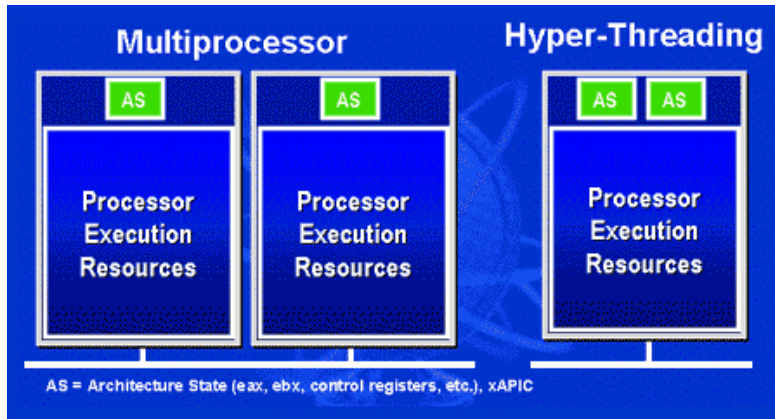 Multiprocessor
Hyper-Threading
AS
AS
AS
AS
Processor
Execution
Resources
Processor
Execution
Resources
Processor
Execution
Resources
AS = Architecture State (eax, ebx, control registers, etc.), xAPIC